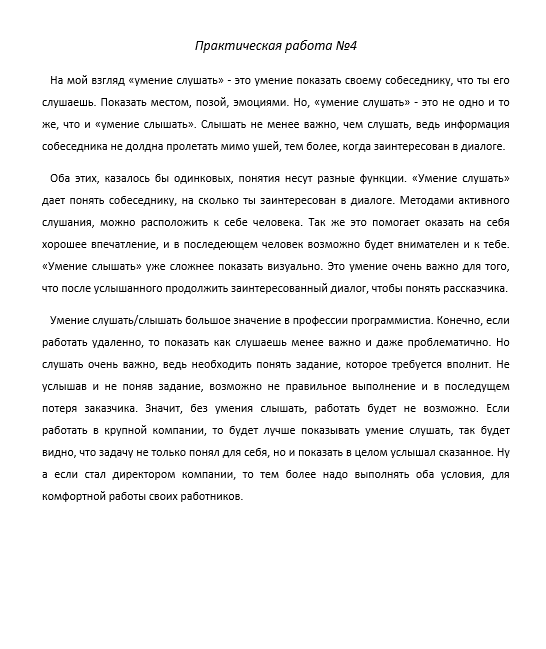 Практическая работа №4
На мой взгляд «умение слушать» - это умение показать своему собеседнику, что ты его
слушаешь. Показать местом, позой, эмоциями. Но, «умение слушать» - это не одно и то
же, что и «умение слышать». Слышать не менее важно, чем слушать, ведь информация
собеседника не долдна пролетать мимо ушей, тем более, когда заинтересован в диалоге.
Оба этих, казалось бы одинковых, понятия несут разные функции. «Умение слушать»
дает понять собеседнику, на сколько ты заинтересован в диалоге. Методами активного
слушания, можно расположить к себе человека. Так же это помогает оказать на себя
хорошее впечатление, и в последеющем человек возможно будет внимателен и к тебе.
«Умение слышать» уже сложнее показать визуально. Это умение очень важно для того,
что после услышанного продолжить заинтересованный диалог, чтобы понять рассказчика.
Умение слушать/слышать большое значение в профессии программистиа. Конечно, если
работать удаленно, то показать как слушаешь менее важно и даже проблематично. Но
слушать очень важно, ведь необходить понять задание, которое требуется вполнит. Не
услышав и не поняв задание, возможно не правильное выполнение и в последущем
потеря заказчика. Значит, без умения слышать, работать будет не возможно. Если
работать в крупной компании, то будет лучше показывать умение слушать, так будет
видно, что задачу не только понял для себя, но и показать в целом услышал сказанное. Ну
а если стал директором компании, то тем более надо выполнять оба условия, для
комфортной работы своих работников.